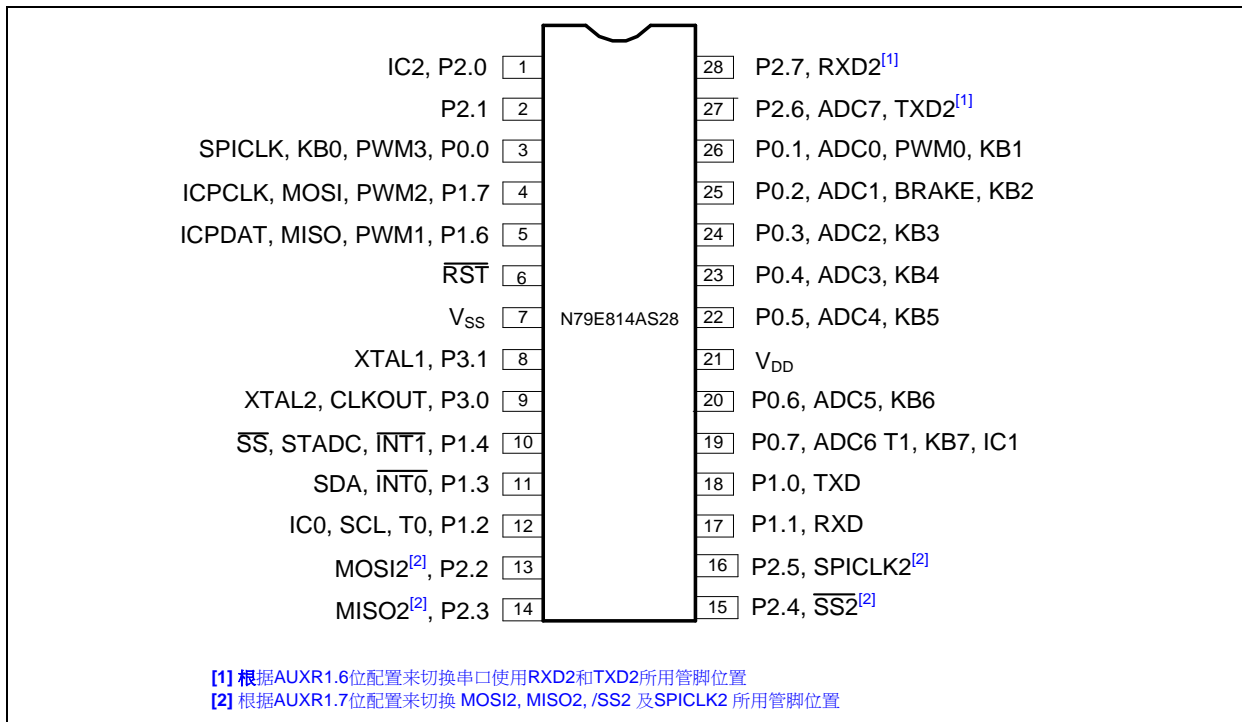 IC2, P2.0 1 28 P2.7, RXD2[1]
P2.1 2 27 P2.6, ADC7, TXD2[1]
SPICLK, KB0, PWM3, P0.0 3 26 P0.1, ADC0, PWM0, KB1
ICPCLK, MOSI, PWM2, P1.7 4 25 P0.2, ADC1, BRAKE, KB2
ICPDAT, MISO, PWM1, P1.6 5 24 P0.3, ADC2, KB3
R̅S̅T̅ 6 23 P0.4, ADC3, KB4
VSS 7 N79E814AS28 22 P0.5, ADC4, KB5
XTAL1, P3.1 8 21 VDD
XTAL2, CLKOUT, P3.0 9 20 P0.6, ADC5, KB6
S̅S̅, STADC, I̅N̅T̅1̅, P1.4 10 19 P0.7, ADC6 T1, KB7, IC1
SDA, I̅N̅T̅0̅, P1.3 11 18 P1.0, TXD
IC0, SCL, T0, P1.2 12 17 P1.1, RXD
MOSI2[2], P2.2 13 16 P2.5, SPICLK2[2]
MISO2[2], P2.3 14 15 P2.4, S̅S̅2̅[2]
[1] 根据AUXR1.6位配置来切换串口使用RXD2和TXD2所用管脚位置
[2] 根据AUXR1.7位配置来切换 MOSI2, MISO2, /SS2 及SPICLK2 所用管脚位置